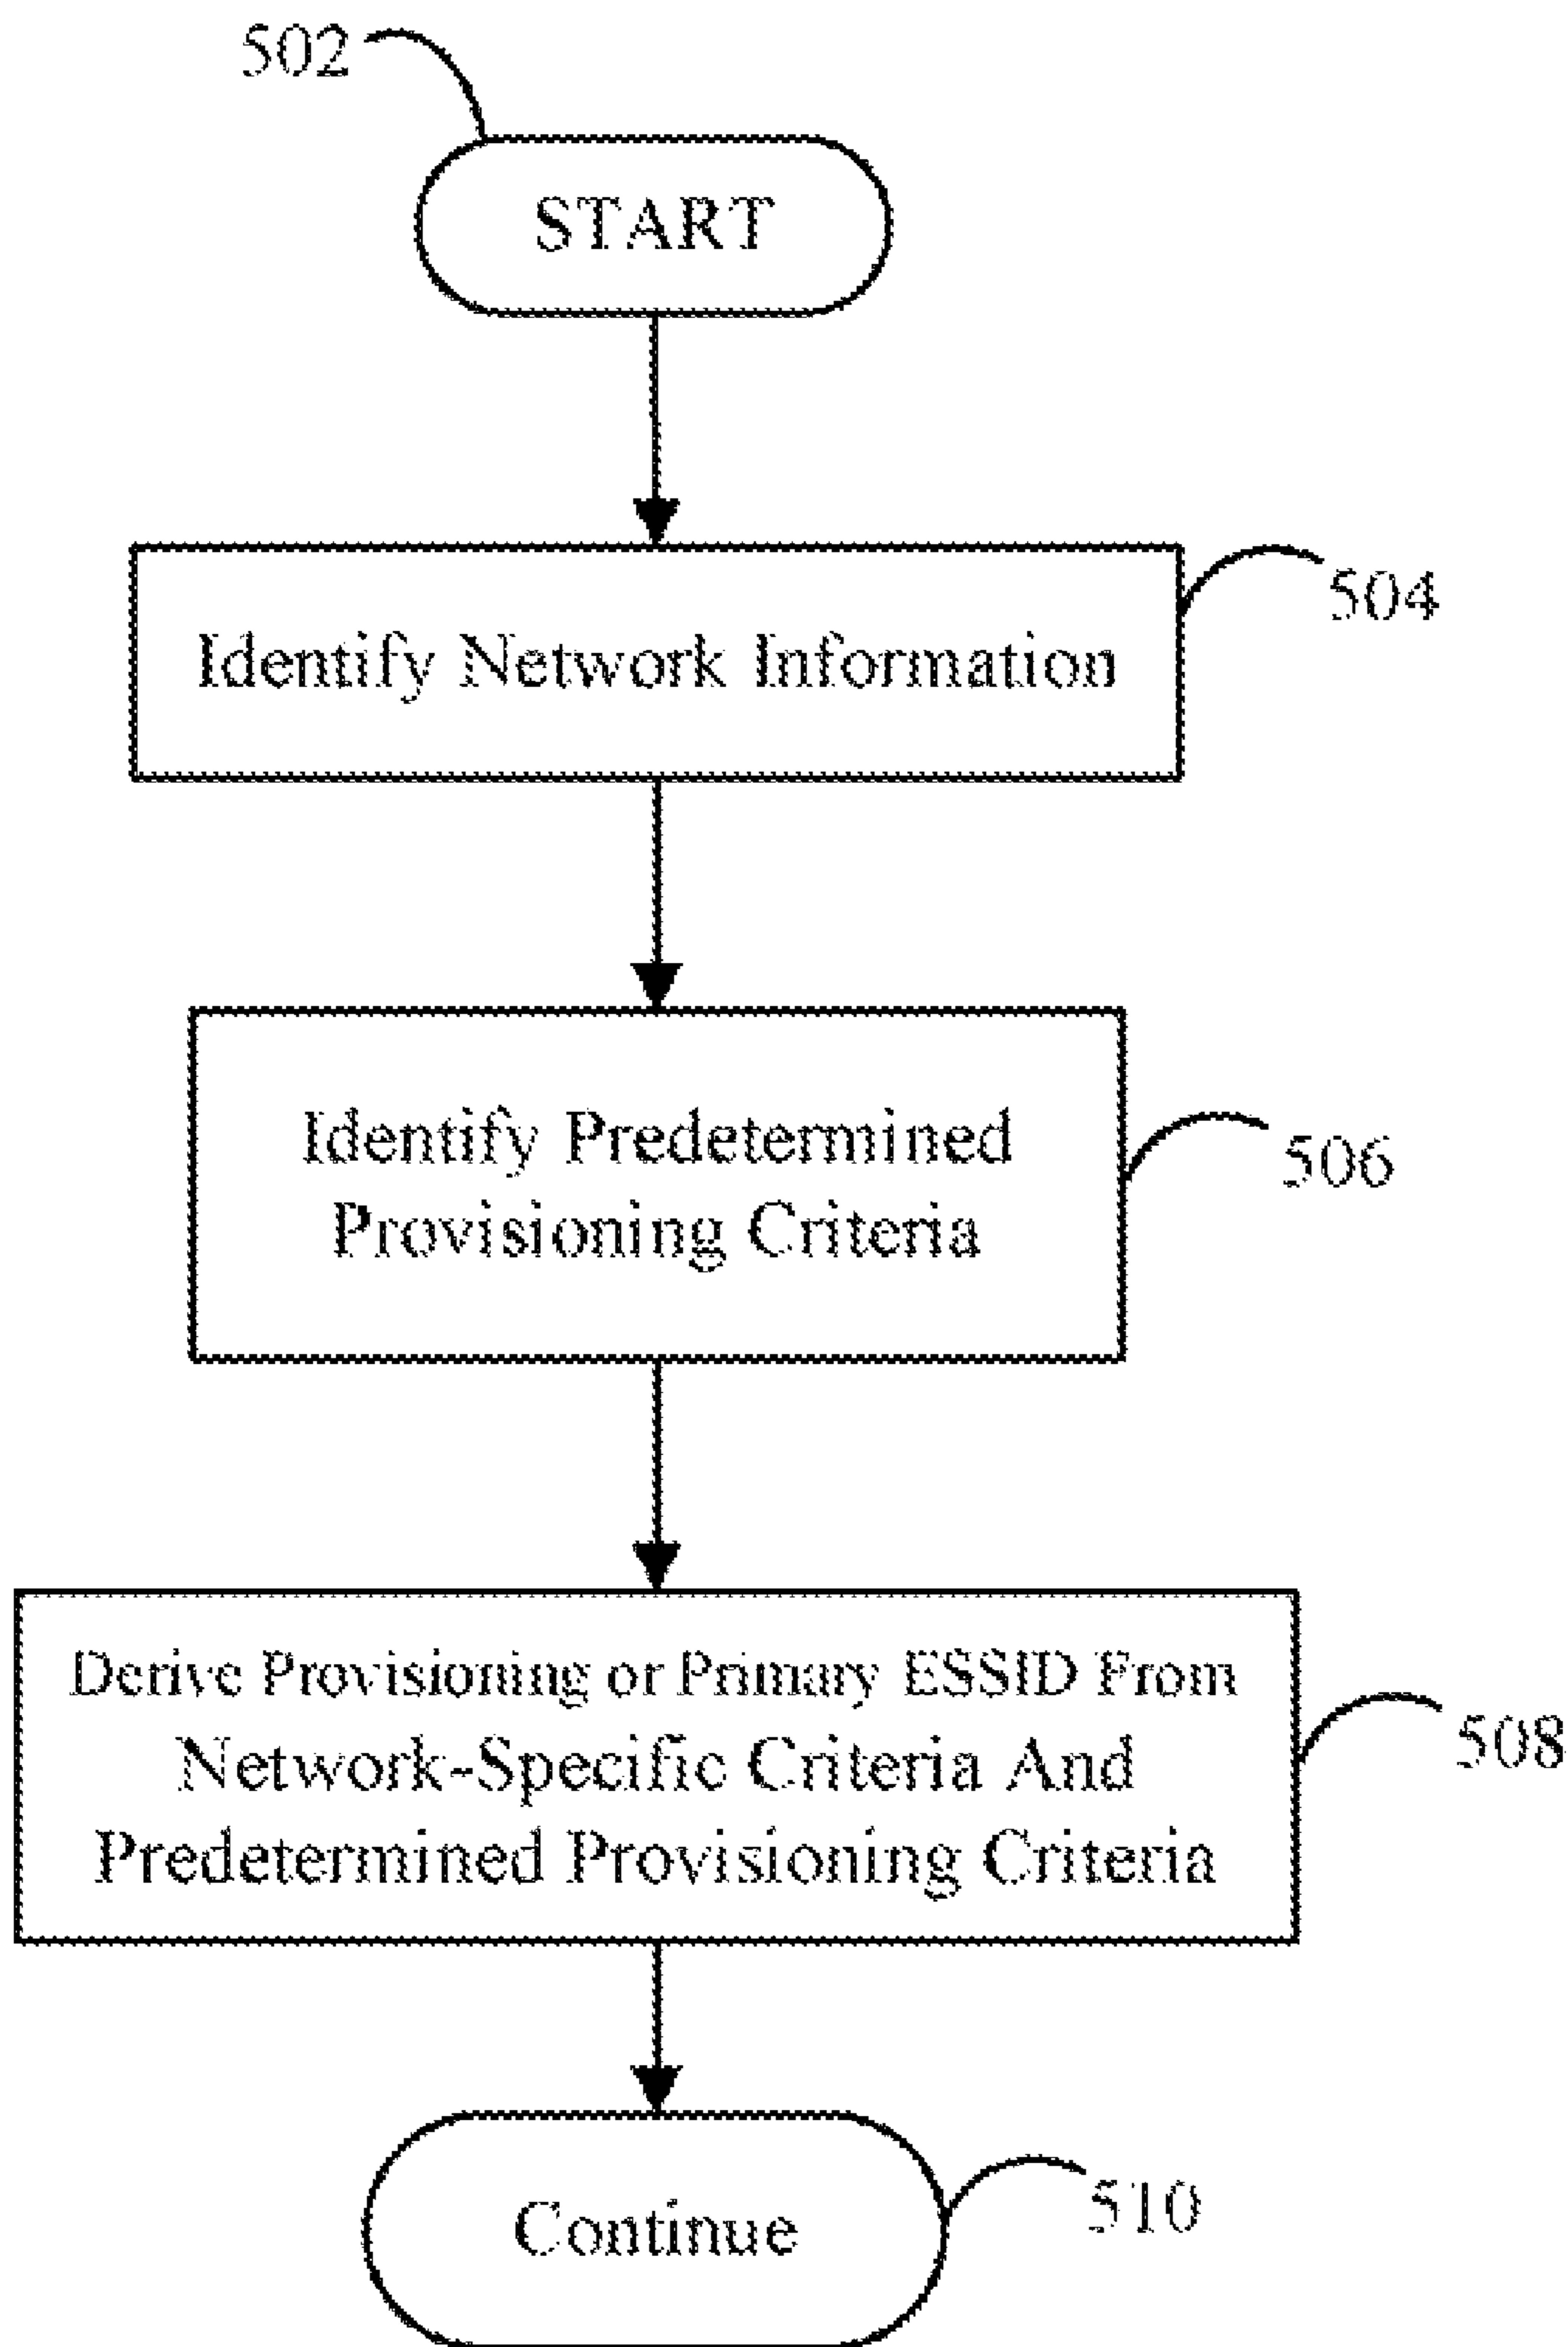 502
START
504
Identify Network Information
506
Identify Predetermined
Provisioning Criteria
Derive Provisioning or Primary ESSID From
508
Network-Specific Criteria And
Predetermined Provisioning Criteria
Continue
510